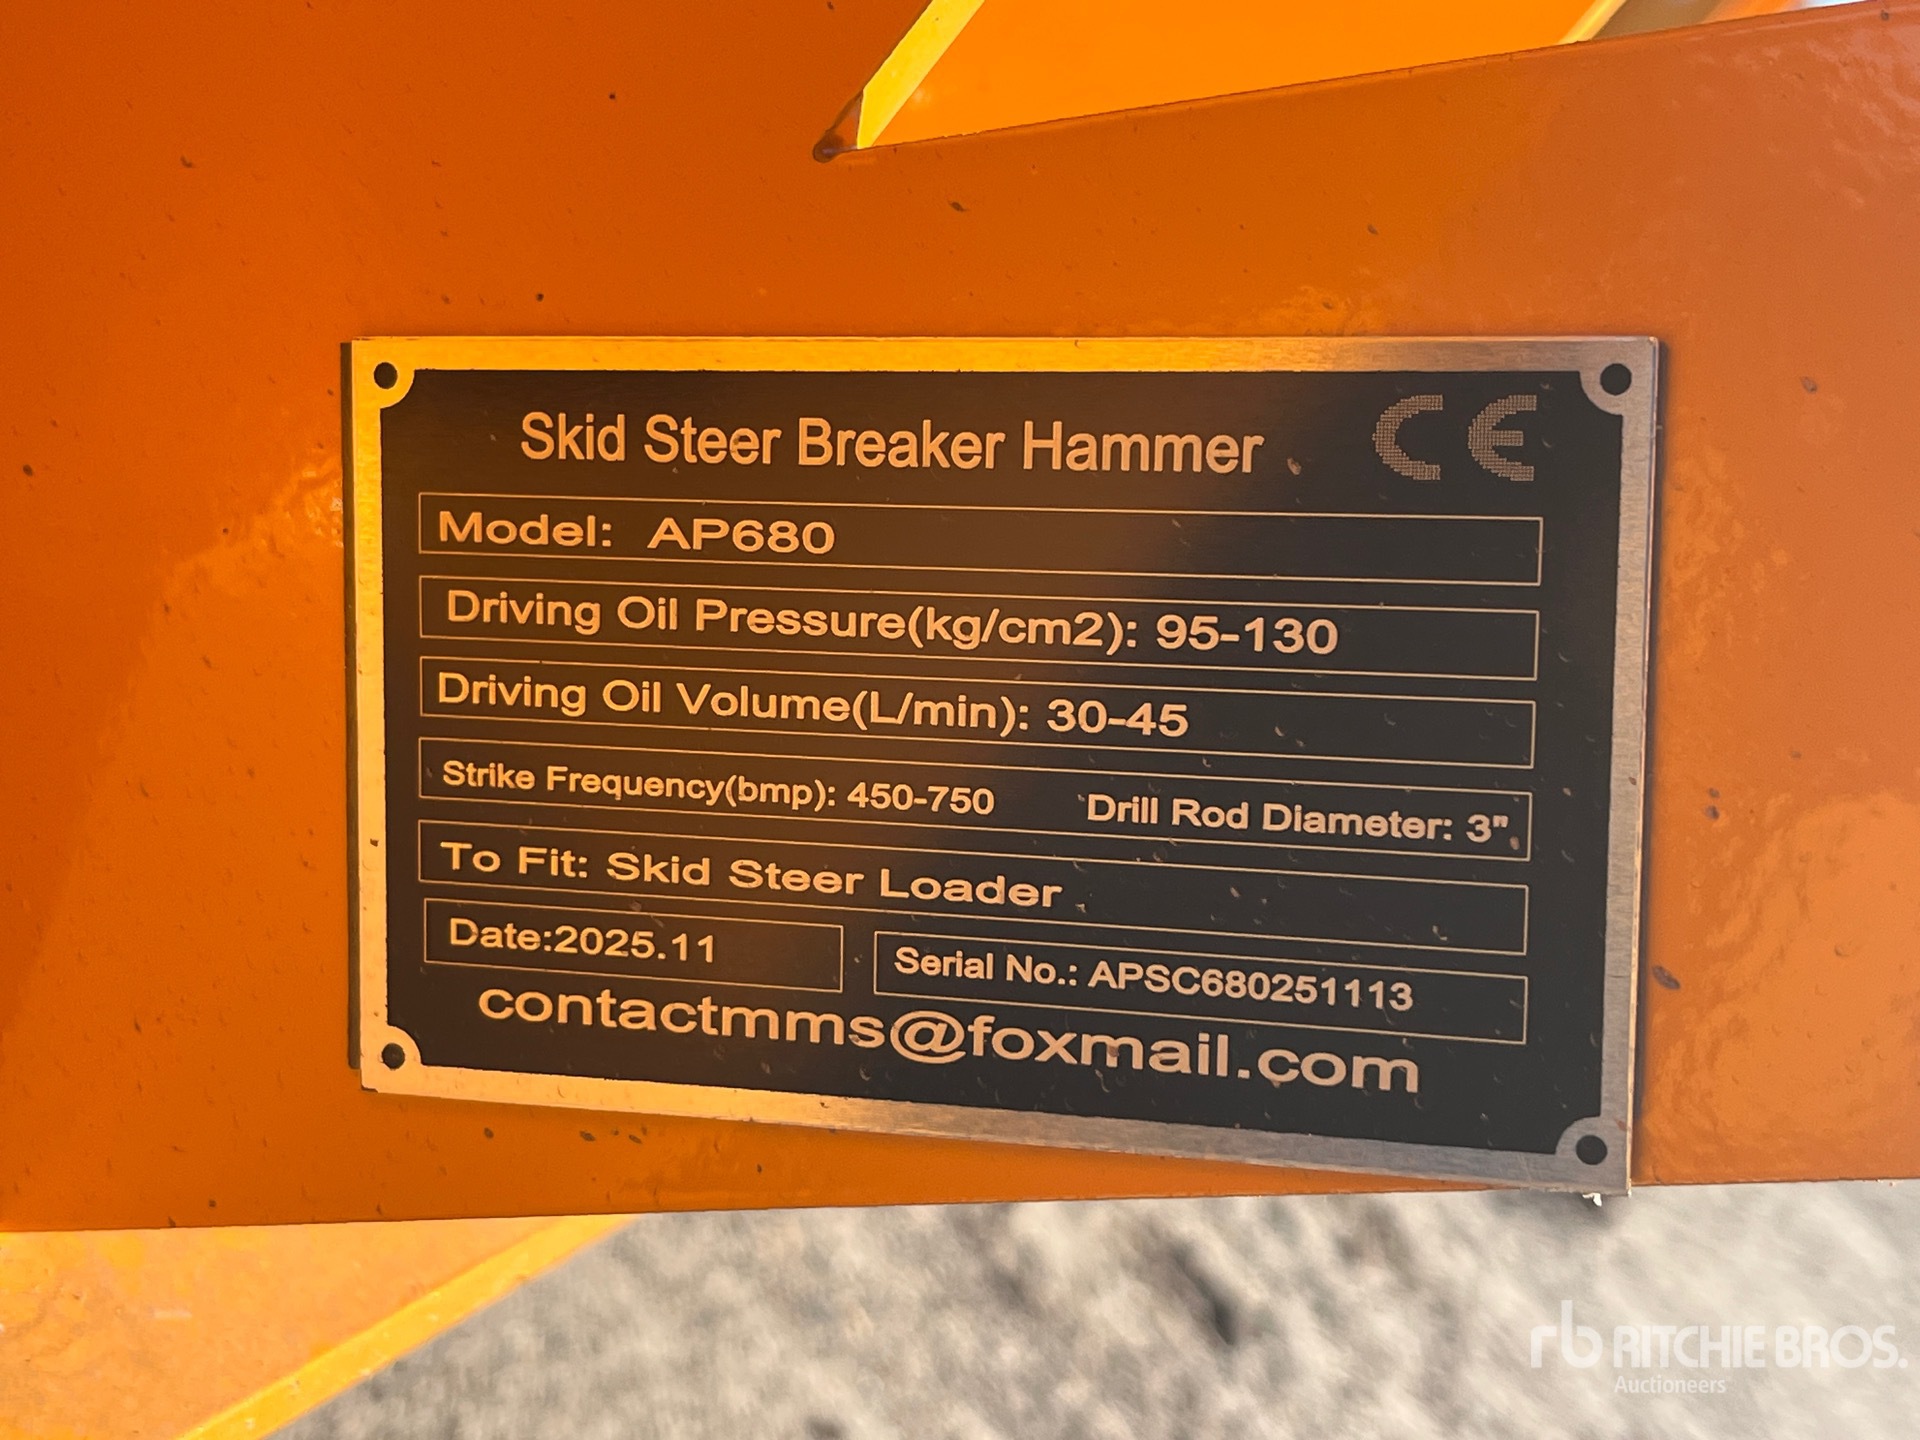 Skid Steer Breaker Hammer CE
Model: AP680
Driving Oil Pressure(kg/cm2): 95-130
Driving Oil Volume(L/min): 30-45
Strike Frequency(bmp): 450-750 Drill Rod Diameter: 3"
To Fit: Skid Steer Loader
Date:2025.11 Serial No.: APSC680251113
contactmms@foxmail.com
rb RITCHIE BROS.
Auctioneers